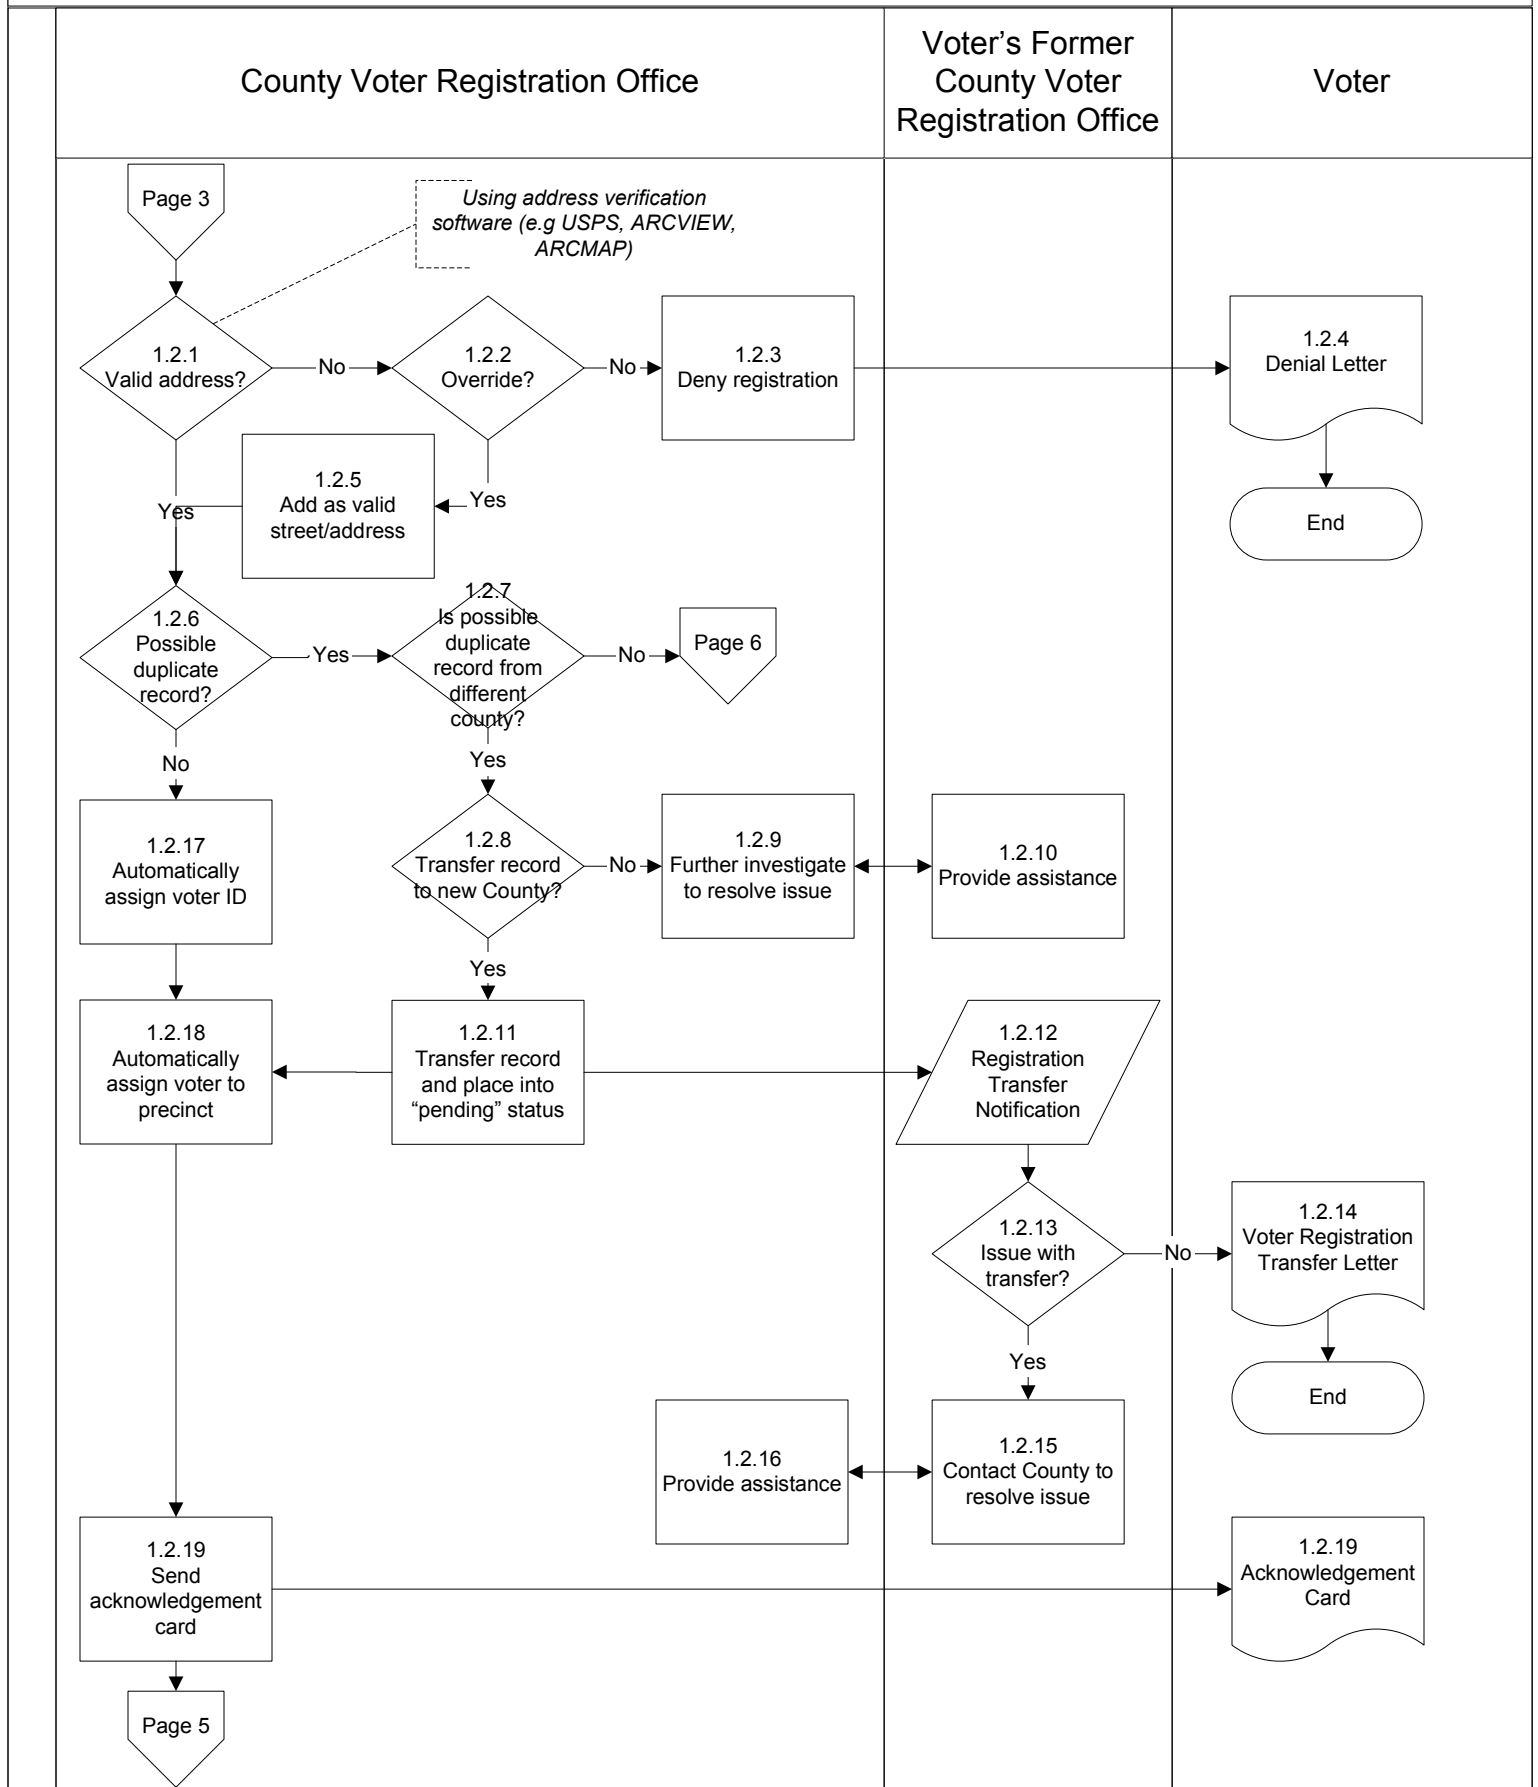 County Voter Registration Office
Voter's Former
County Voter
Registration Office
Voter
Page 3
Using address verification
software (e.g USPS, ARCVIEW,
ARCMAP)
1.2.1
Valid address?
No
1.2.2
Override?
No
1.2.3
Deny registration
1.2.4
Denial Letter
Yes
1.2.5
Add as valid
street/address
Yes
End
1.2.6
Possible
duplicate
record?
Yes
1.2.7
Is possible
duplicate
record from
different
county?
No
Page 6
No
Yes
1.2.17
Automatically
assign voter ID
1.2.8
Transfer record
to new County?
No
1.2.9
Further investigate
to resolve issue
1.2.10
Provide assistance
Yes
1.2.18
Automatically
assign voter to
precinct
1.2.11
Transfer record
and place into
“pending” status
1.2.12
Registration
Transfer
Notification
1.2.13
Issue with
transfer?
No
1.2.14
Voter Registration
Transfer Letter
Yes
End
1.2.16
Provide assistance
1.2.15
Contact County to
resolve issue
1.2.19
Send
acknowledgement
card
1.2.19
Acknowledgement
Card
Page 5